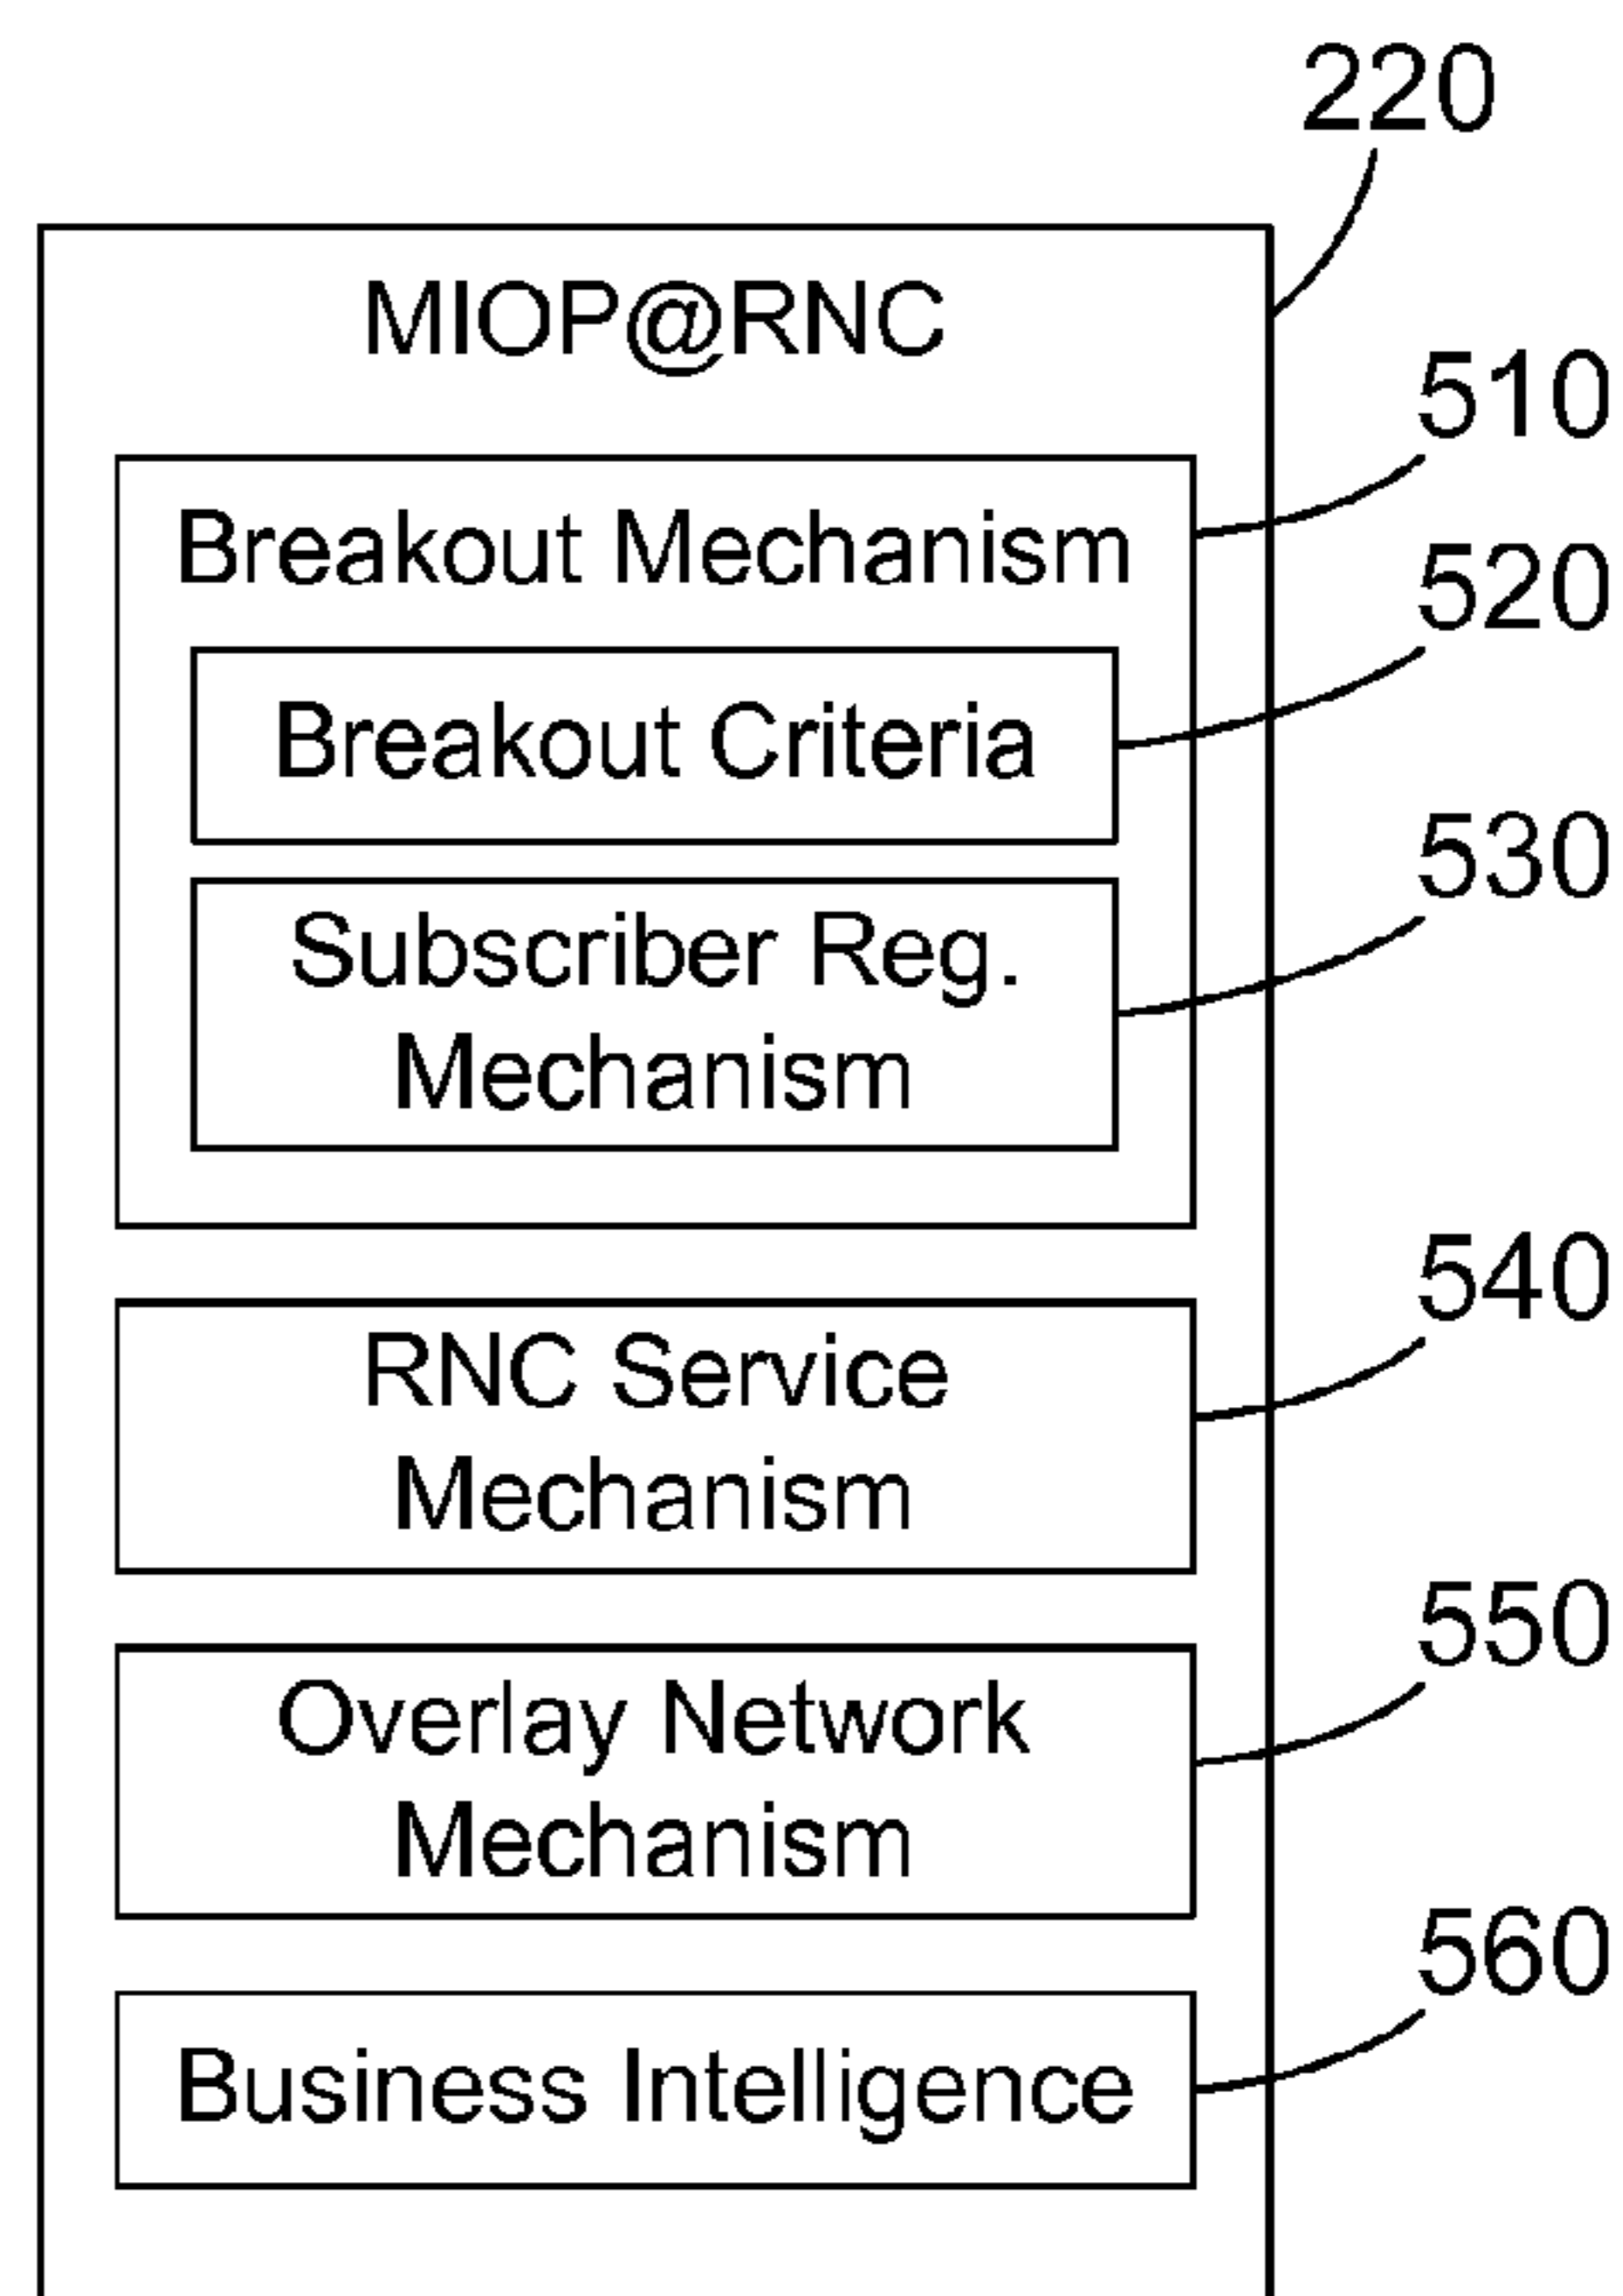 220
MIOP@RNC
510
Breakout Mechanism
520
Breakout Criteria
530
Subscriber Reg.
Mechanism
540
RNC Service
Mechanism
550
Overlay Network
Mechanism
560
Business Intelligence